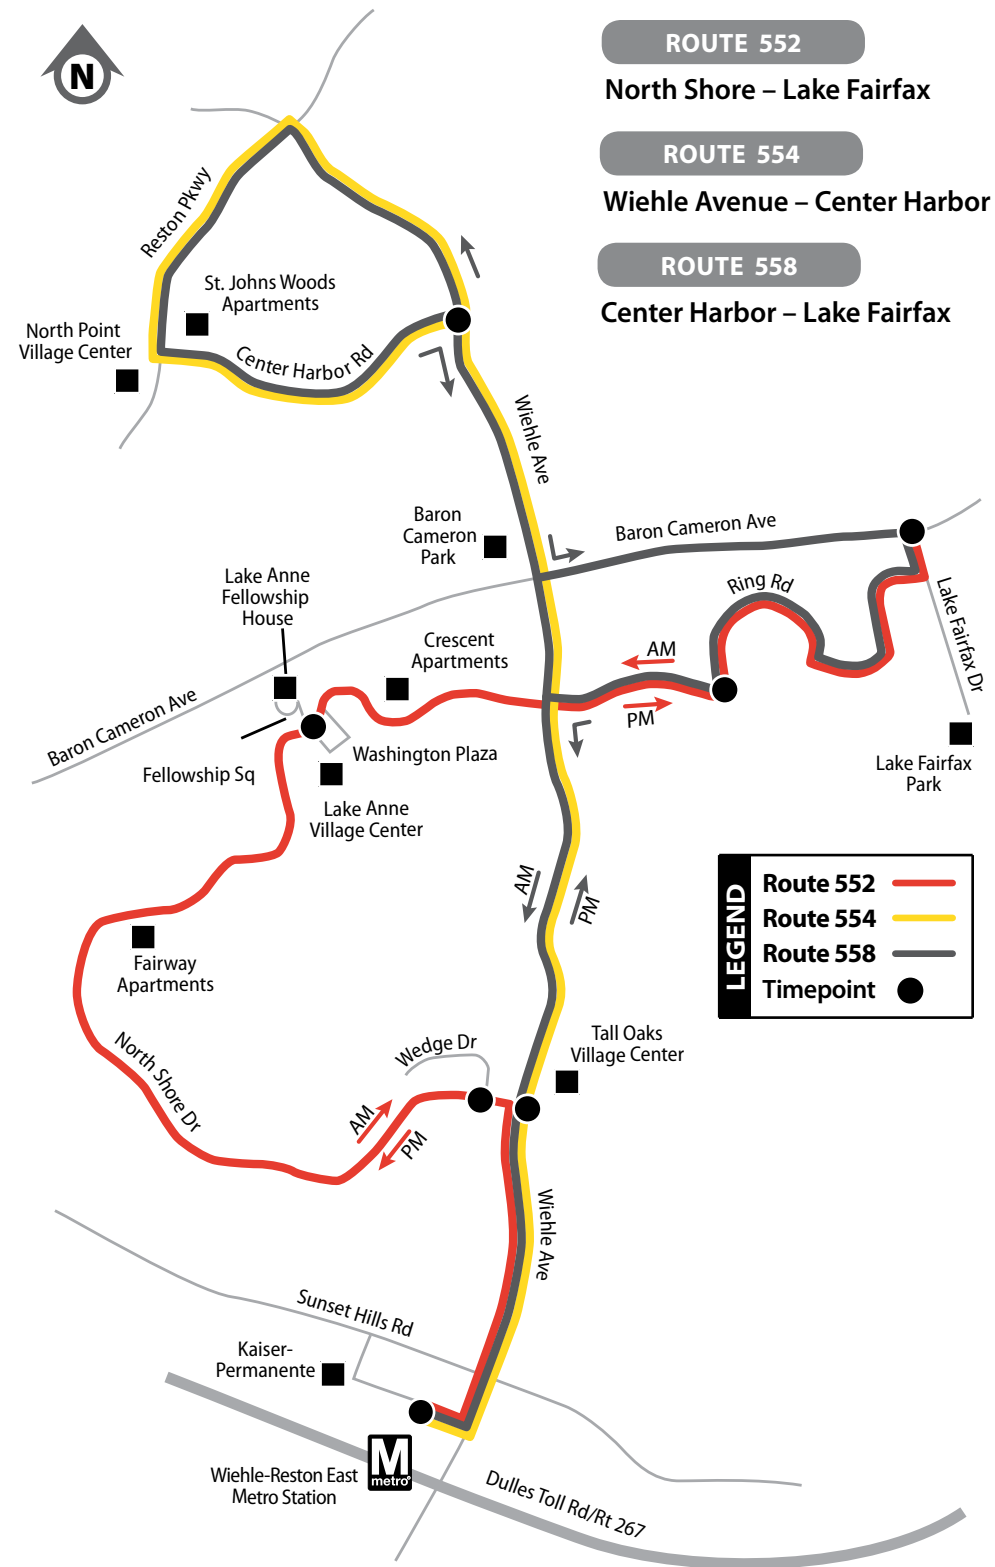 N
ROUTE 552
North Shore – Lake Fairfax
ROUTE 554
Wiehle Avenue – Center Harbor
ROUTE 558
Center Harbor – Lake Fairfax
Reston Pkwy
St. Johns Woods
Apartments
North Point
Village Center
Center Harbor Rd
Wiehle Ave
Baron
Cameron
Park
Baron Cameron Ave
Lake Anne
Fellowship
House
Ring Rd
Lake Fairfax Dr
Crescent
Apartments
AM
PM
Baron Cameron Ave
Washington Plaza
Fellowship Sq
Lake Anne
Village Center
Lake Fairfax
Park
AM
PM
LEGEND
Route 552
Route 554
Route 558
Timepoint
Fairway
Apartments
North Shore Dr
Wedge Dr
Tall Oaks
Village Center
AM
PM
Wiehle Ave
Sunset Hills Rd
Kaiser-
Permanente
M
metro
Wiehle-Reston East
Metro Station
Dulles Toll Rd/Rt 267